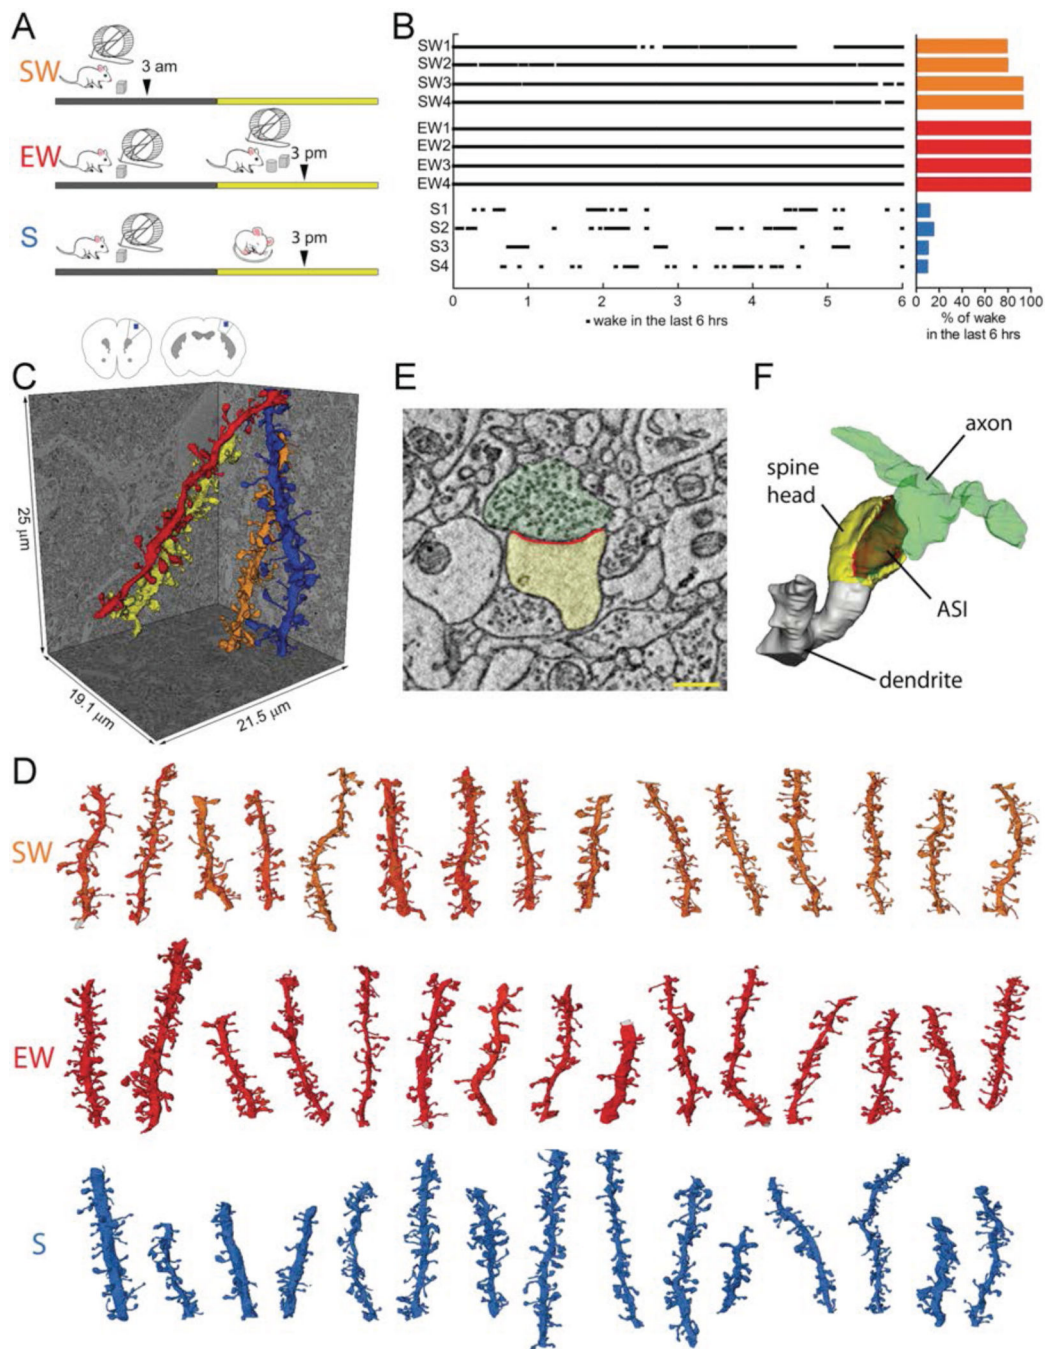 A
SW
3 am
EW
3 pm
S
3 pm
B
SW1
SW2
SW3
SW4
EW1
EW2
EW3
EW4
S1
S2
S3
S4
0 1 2 3 4 5 6
wake in the last 6 hrs
0 20 40 60 80 100
% of wake
in the last 6 hrs
C
25 μm
19.1 μm
21.5 μm
E
F
axon
spine
head
ASI
dendrite
D
SW
EW
S